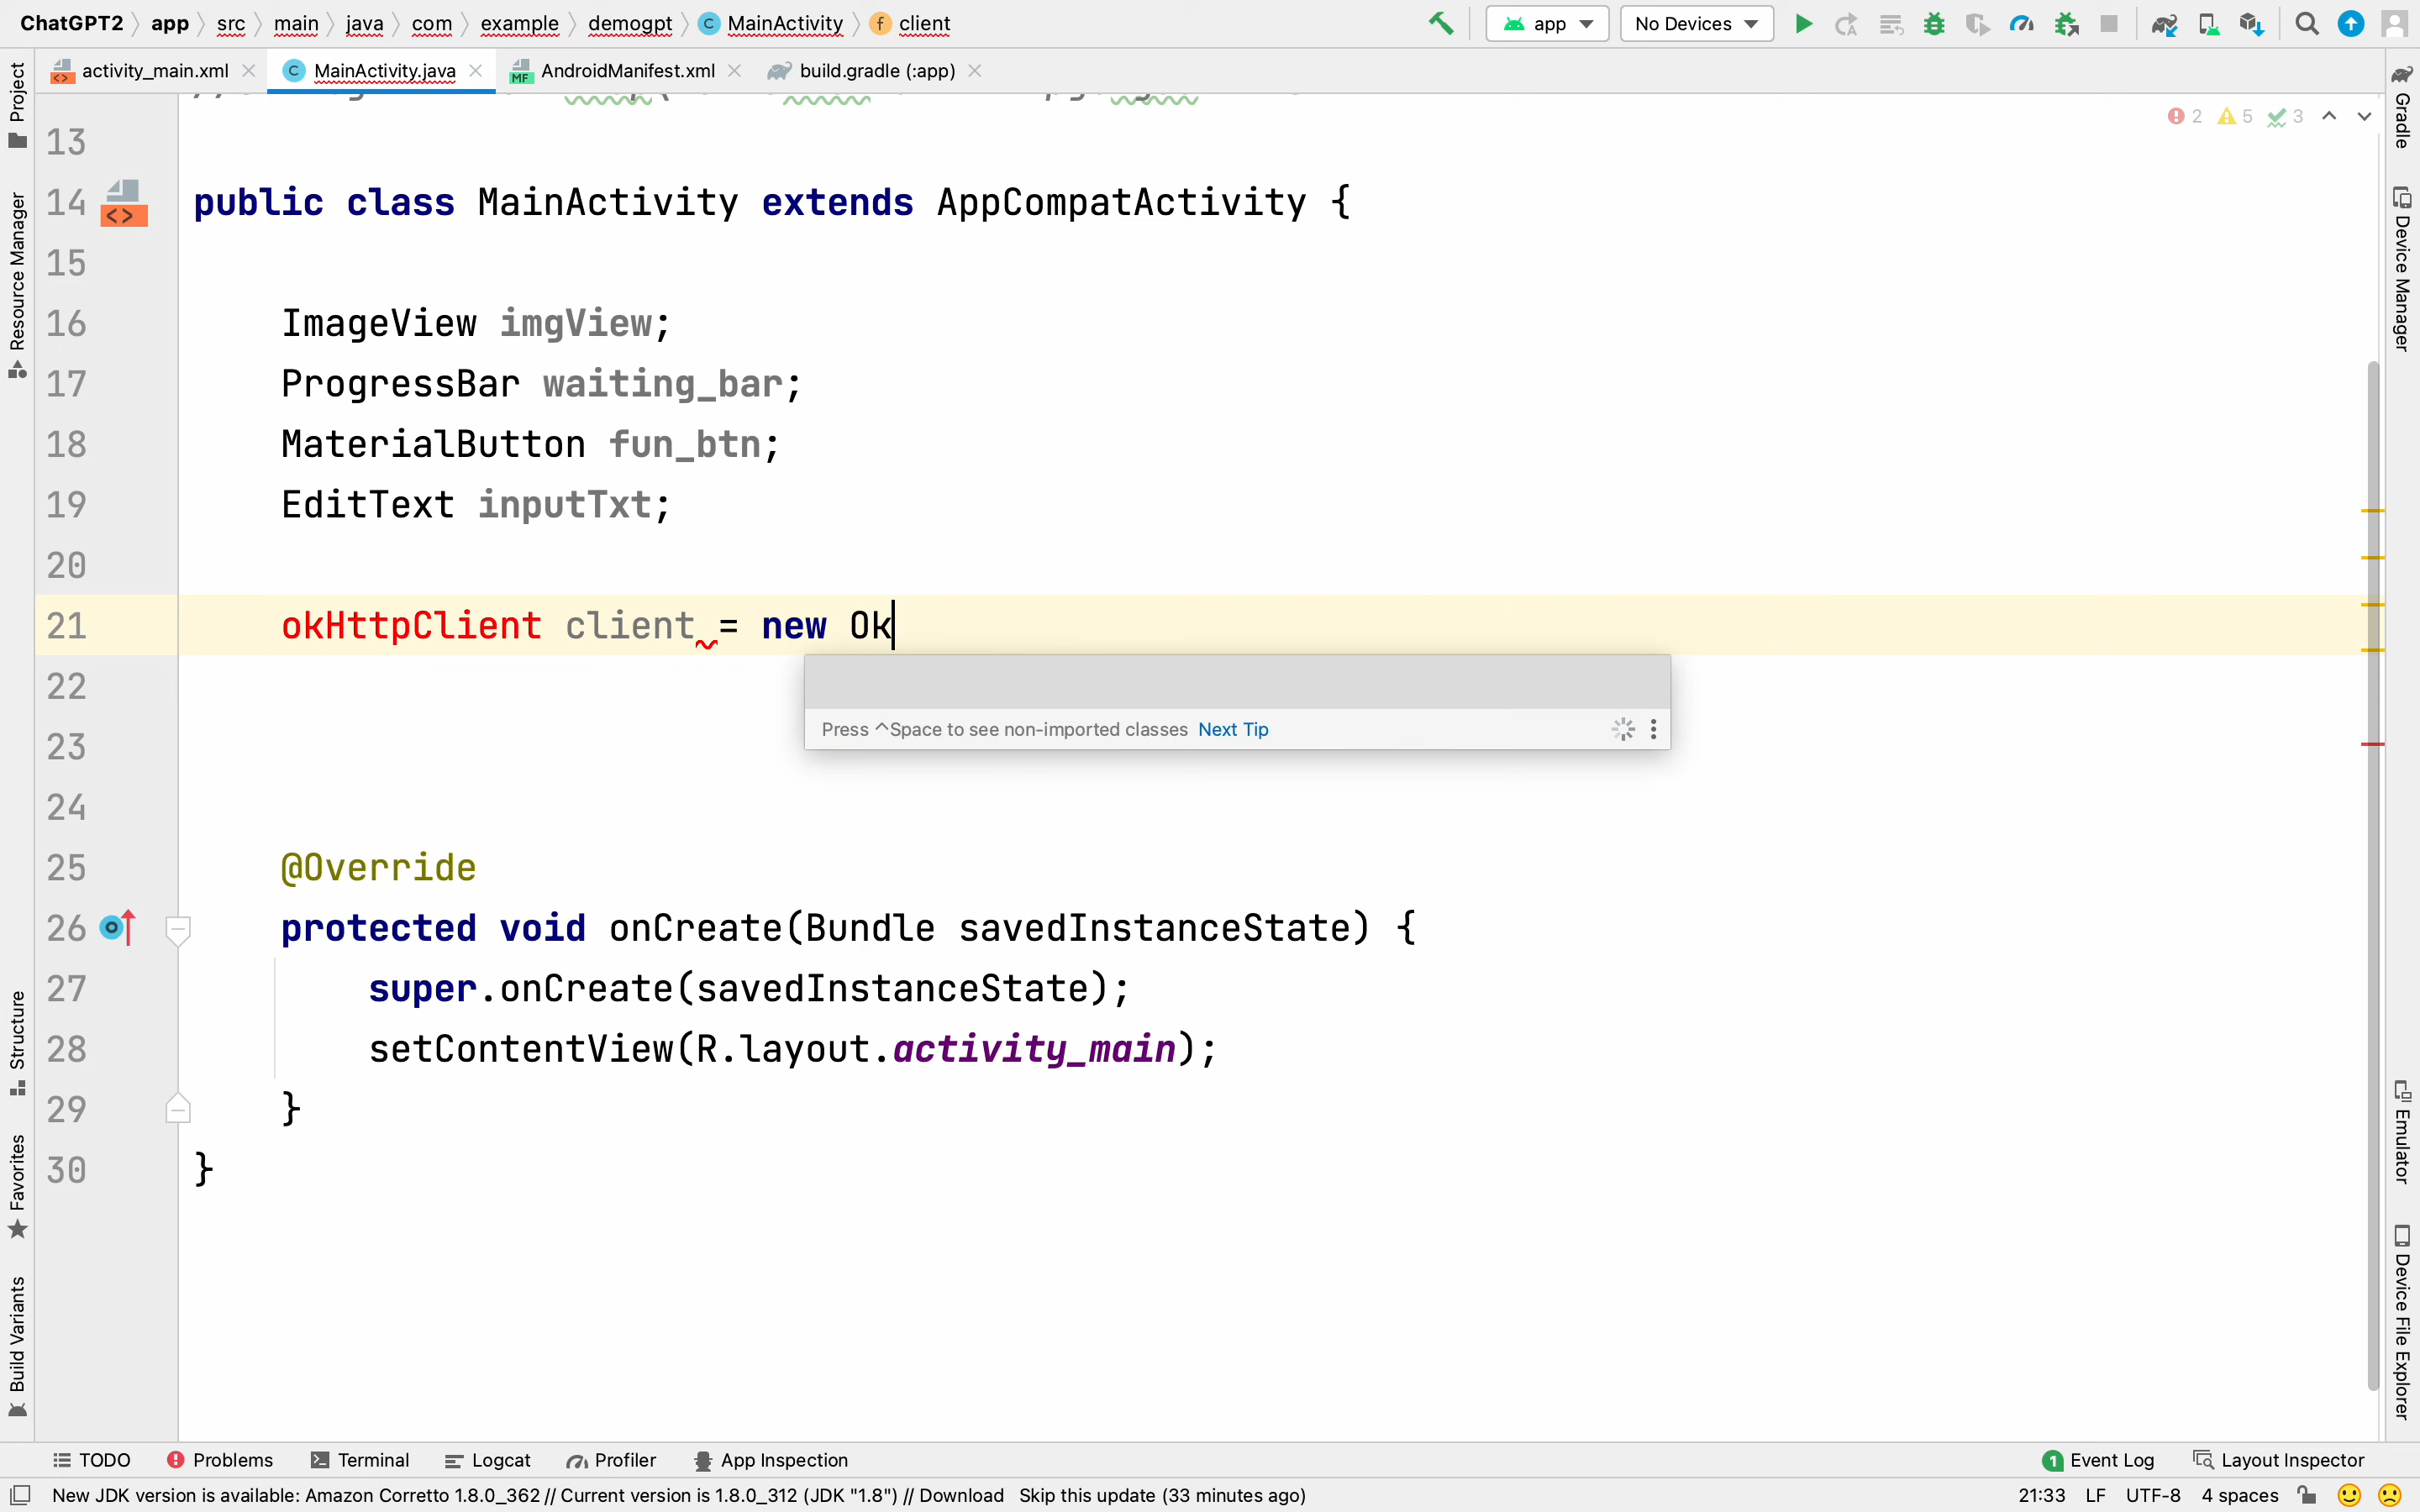 ChatGPT2 app src main java com example demogpt MainActivity client app No Devices
activity_main.xml MainActivity.java AndroidManifest.xml build.gradle (:app)
2 5 3
13
14 public class MainActivity extends AppCompatActivity {
15
16 ImageView imgView;
17 ProgressBar waiting_bar;
18 MaterialButton fun_btn;
19 EditText inputTxt;
20
21 okHttpClient client = new Ok
22
Press ^Space to see non-imported classes Next Tip
23
24
25 @Override
26 protected void onCreate(Bundle savedInstanceState) {
27 super.onCreate(savedInstanceState);
28 setContentView(R.layout.activity_main);
29 }
30 }
Project
Resource Manager
Structure
Favorites
Build Variants
Gradle
Device Manager
Emulator
Device File Explorer
TODO Problems Terminal Logcat Profiler App Inspection 1 Event Log Layout Inspector
New JDK version is available: Amazon Corretto 1.8.0_362 // Current version is 1.8.0_312 (JDK "1.8") // Download Skip this update (33 minutes ago) 21:33 LF UTF-8 4 spaces